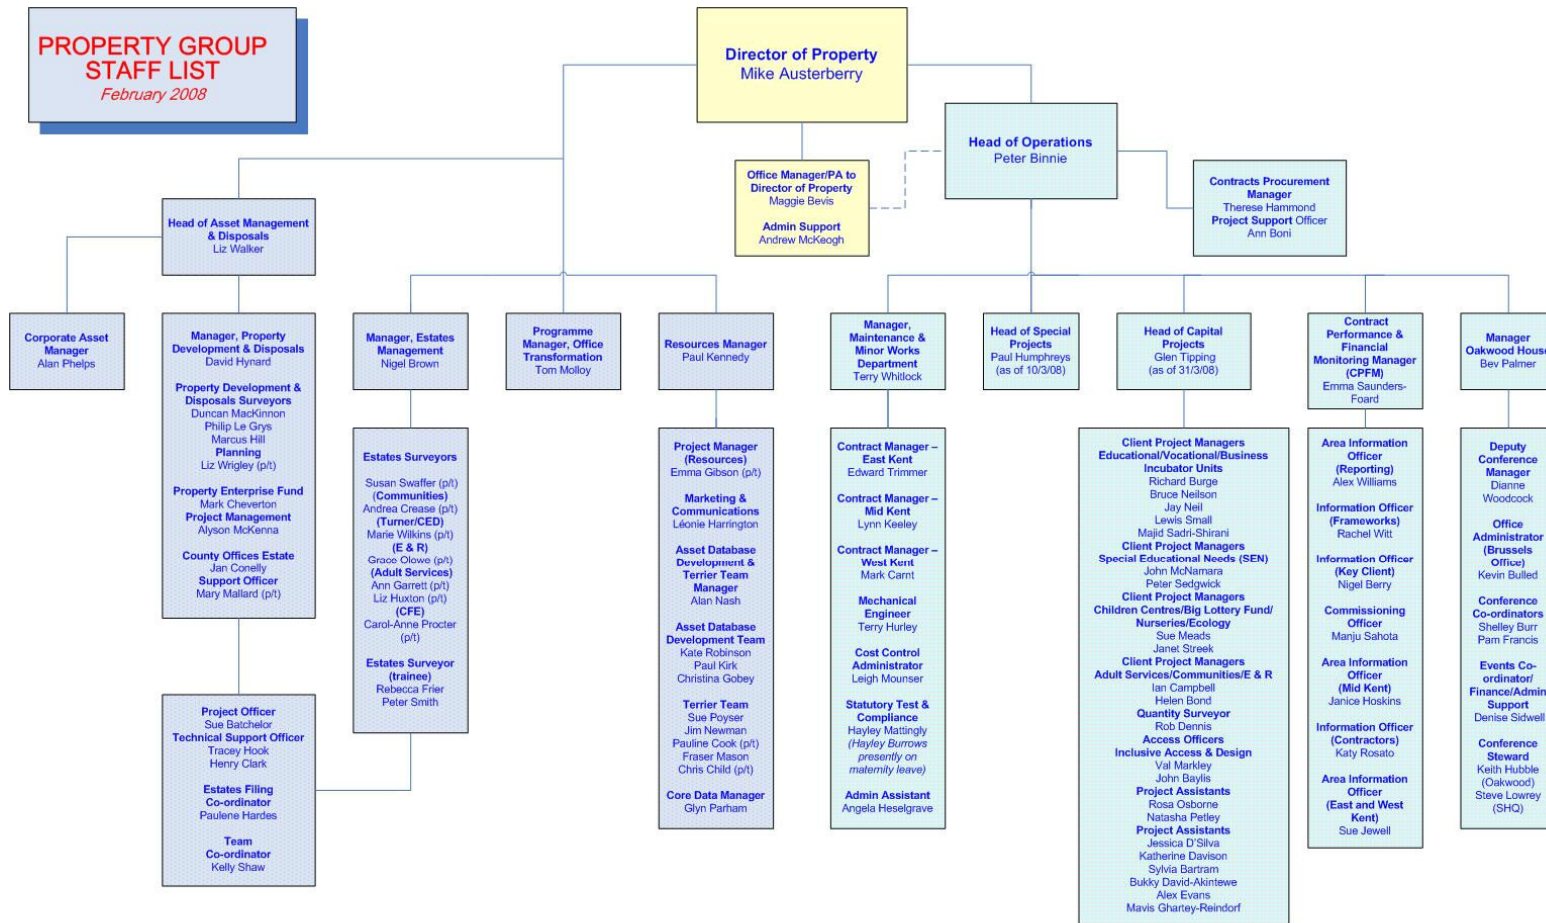 PROPERTY GROUP
STAFF LIST
February 2008
Director of Property
Mike Austerberry
Head of Operations
Peter Binnie
Office Manager/PA to
Director of Property
Maggie Bevis
Admin Support
Andrew McKeogh
Contracts Procurement
Manager
Therese Hammond
Project Support Officer
Ann Boni
Head of Asset Management
& Disposals
Liz Walker
Corporate Asset
Manager
Alan Phelps
Manager, Property
Development & Disposals
David Hynard
Property Development &
Disposals Surveyors
Duncan MacKinnon
Philip Le Grys
Marcus Hill
Planning
Liz Wrigley (p/t)
Property Enterprise Fund
Mark Cheverton
Project Management
Alyson McKenna
County Offices Estate
Jan Conelly
Support Officer
Mary Mallard (p/t)
Project Officer
Sue Batchelor
Technical Support Officer
Tracey Hook
Henry Clark
Estates Filing
Co-ordinator
Paulene Hardes
Team
Co-ordinator
Kelly Shaw
Manager, Estates
Management
Nigel Brown
Estates Surveyors
Susan Swaffer (p/t)
(Communities)
Andrea Crease (p/t)
(Turner/CED)
Marie Wilkins (p/t)
(E & R)
Grace Olowe (p/t)
(Adult Services)
Ann Garrett (p/t)
Liz Huxton (p/t)
(CFE)
Carol-Anne Procter
(p/t)
Estates Surveyor
(trainee)
Rebecca Frier
Peter Smith
Programme
Manager, Office
Transformation
Tom Molloy
Resources Manager
Paul Kennedy
Project Manager
(Resources)
Emma Gibson (p/t)
Marketing &
Communications
Léonie Harrington
Asset Database
Development &
Terrier Team
Manager
Alan Nash
Asset Database
Development Team
Kate Robinson
Paul Kirk
Christina Gobey
Terrier Team
Sue Poyser
Jim Newman
Pauline Cook (p/t)
Fraser Mason
Chris Child (p/t)
Core Data Manager
Glyn Parham
Manager,
Maintenance &
Minor Works
Department
Terry Whitlock
Contract Manager –
East Kent
Edward Trimmer
Contract Manager –
Mid Kent
Lynn Keeley
Contract Manager –
West Kent
Mark Carnt
Mechanical
Engineer
Terry Hurley
Cost Control
Administrator
Leigh Mounser
Statutory Test &
Compliance
Hayley Mattingly
(Hayley Burrows
presently on
maternity leave)
Admin Assistant
Angela Heselgrave
Head of Special
Projects
Paul Humphreys
(as of 10/3/08)
Head of Capital
Projects
Glen Tipping
(as of 31/3/08)
Client Project Managers
Educational/Vocational/Business
Incubator Units
Richard Burge
Bruce Neilson
Jay Neil
Lewis Small
Majid Sadri-Shirani
Client Project Managers
Special Educational Needs (SEN)
John McNamara
Peter Sedgwick
Client Project Managers
Children Centres/Big Lottery Fund/
Nurseries/Ecology
Sue Meads
Janet Streek
Client Project Managers
Adult Services/Communities/E & R
Ian Campbell
Helen Bond
Quantity Surveyor
Rob Dennis
Access Officers
Inclusive Access & Design
Val Markley
John Baylis
Project Assistants
Rosa Osborne
Natasha Petley
Project Assistants
Jessica D'Silva
Katherine Davison
Sylvia Bartram
Bukky David-Akintewe
Alex Evans
Mavis Ghartey-Reindorf
Contract
Performance &
Financial
Monitoring Manager
(CPFM)
Emma Saunders-
Foard
Area Information
Officer
(Reporting)
Alex Williams
Information Officer
(Frameworks)
Rachel Witt
Information Officer
(Key Client)
Nigel Berry
Commissioning
Officer
Manju Sahota
Area Information
Officer
(Mid Kent)
Janice Hoskins
Information Officer
(Contractors)
Katy Rosato
Area Information
Officer
(East and West
Kent)
Sue Jewell
Manager
Oakwood House
Bev Palmer
Deputy
Conference
Manager
Dianne
Woodcock
Office
Administrator
(Brussels
Office)
Kevin Bulled
Conference
Co-ordinators
Shelley Burr
Pam Francis
Events Co-
ordinator/
Finance/Admin
Support
Denise Sidwell
Conference
Steward
Keith Hubble
(Oakwood)
Steve Lowrey
(SHQ)